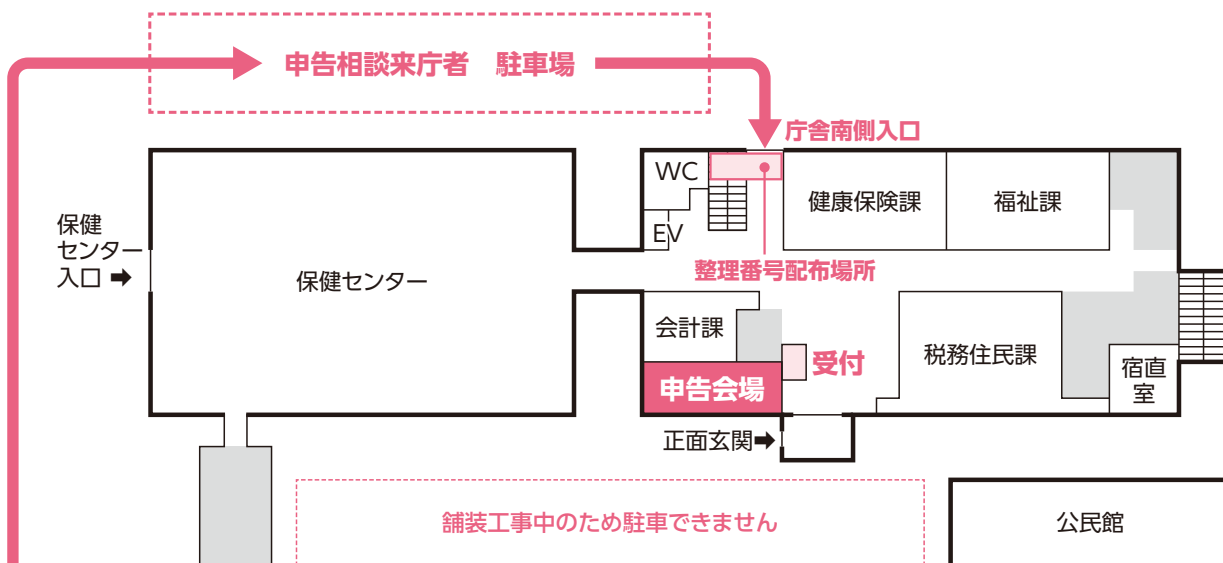 申告相談来庁者　駐車場
庁舎南側入口
WC
EV
健康保険課
福祉課
整理番号配布場所
保健
センター
入口
保健センター
会計課
受付
税務住民課
宿直
室
申告会場
正面玄関
舗装工事中のため駐車できません
公民館